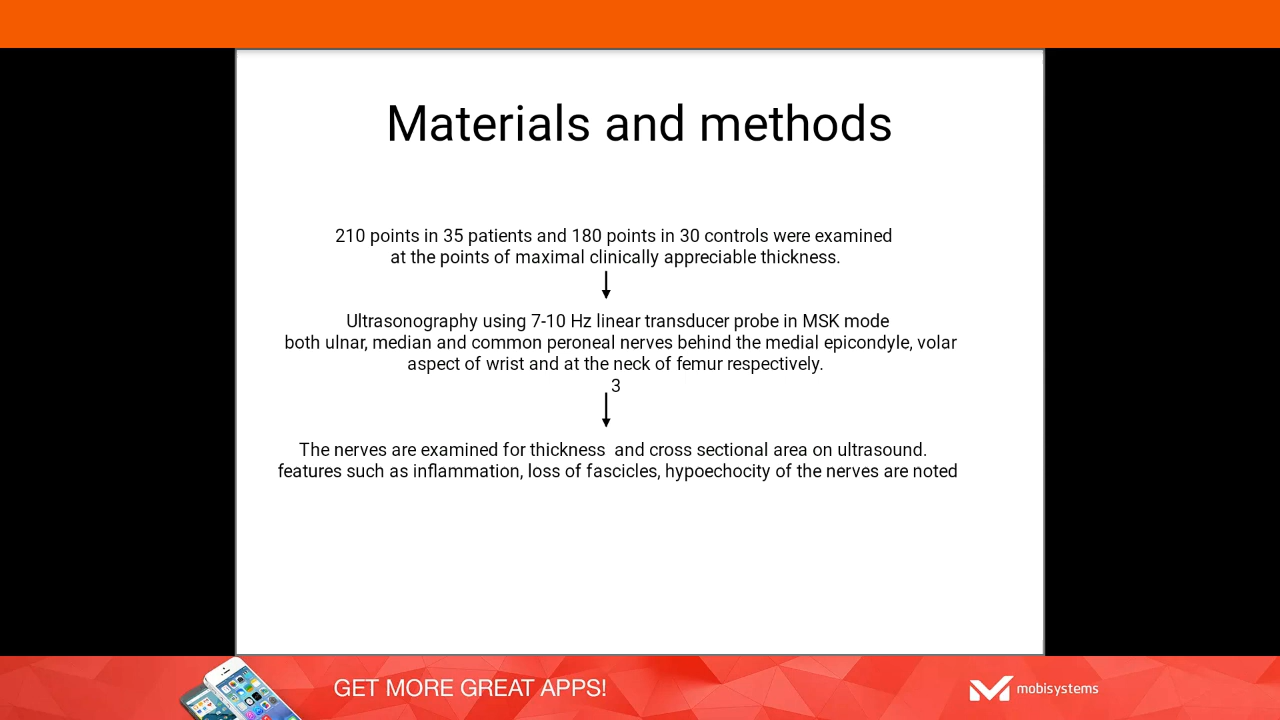 Materials and methods
210 points in 35 patients and 180 points in 30 controls were examined
at the points of maximal clinically appreciable thickness.
Ultrasonography using 7-10 Hz linear transducer probe in MSK mode
both ulnar, median and common peroneal nerves behind the medial epicondyle, volar
aspect of wrist and at the neck of femur respectively.
3
The nerves are examined for thickness  and cross sectional area on ultrasound.
features such as inflammation, loss of fascicles, hypoechocity of the nerves are noted
GET MORE GREAT APPS!
mobisystems